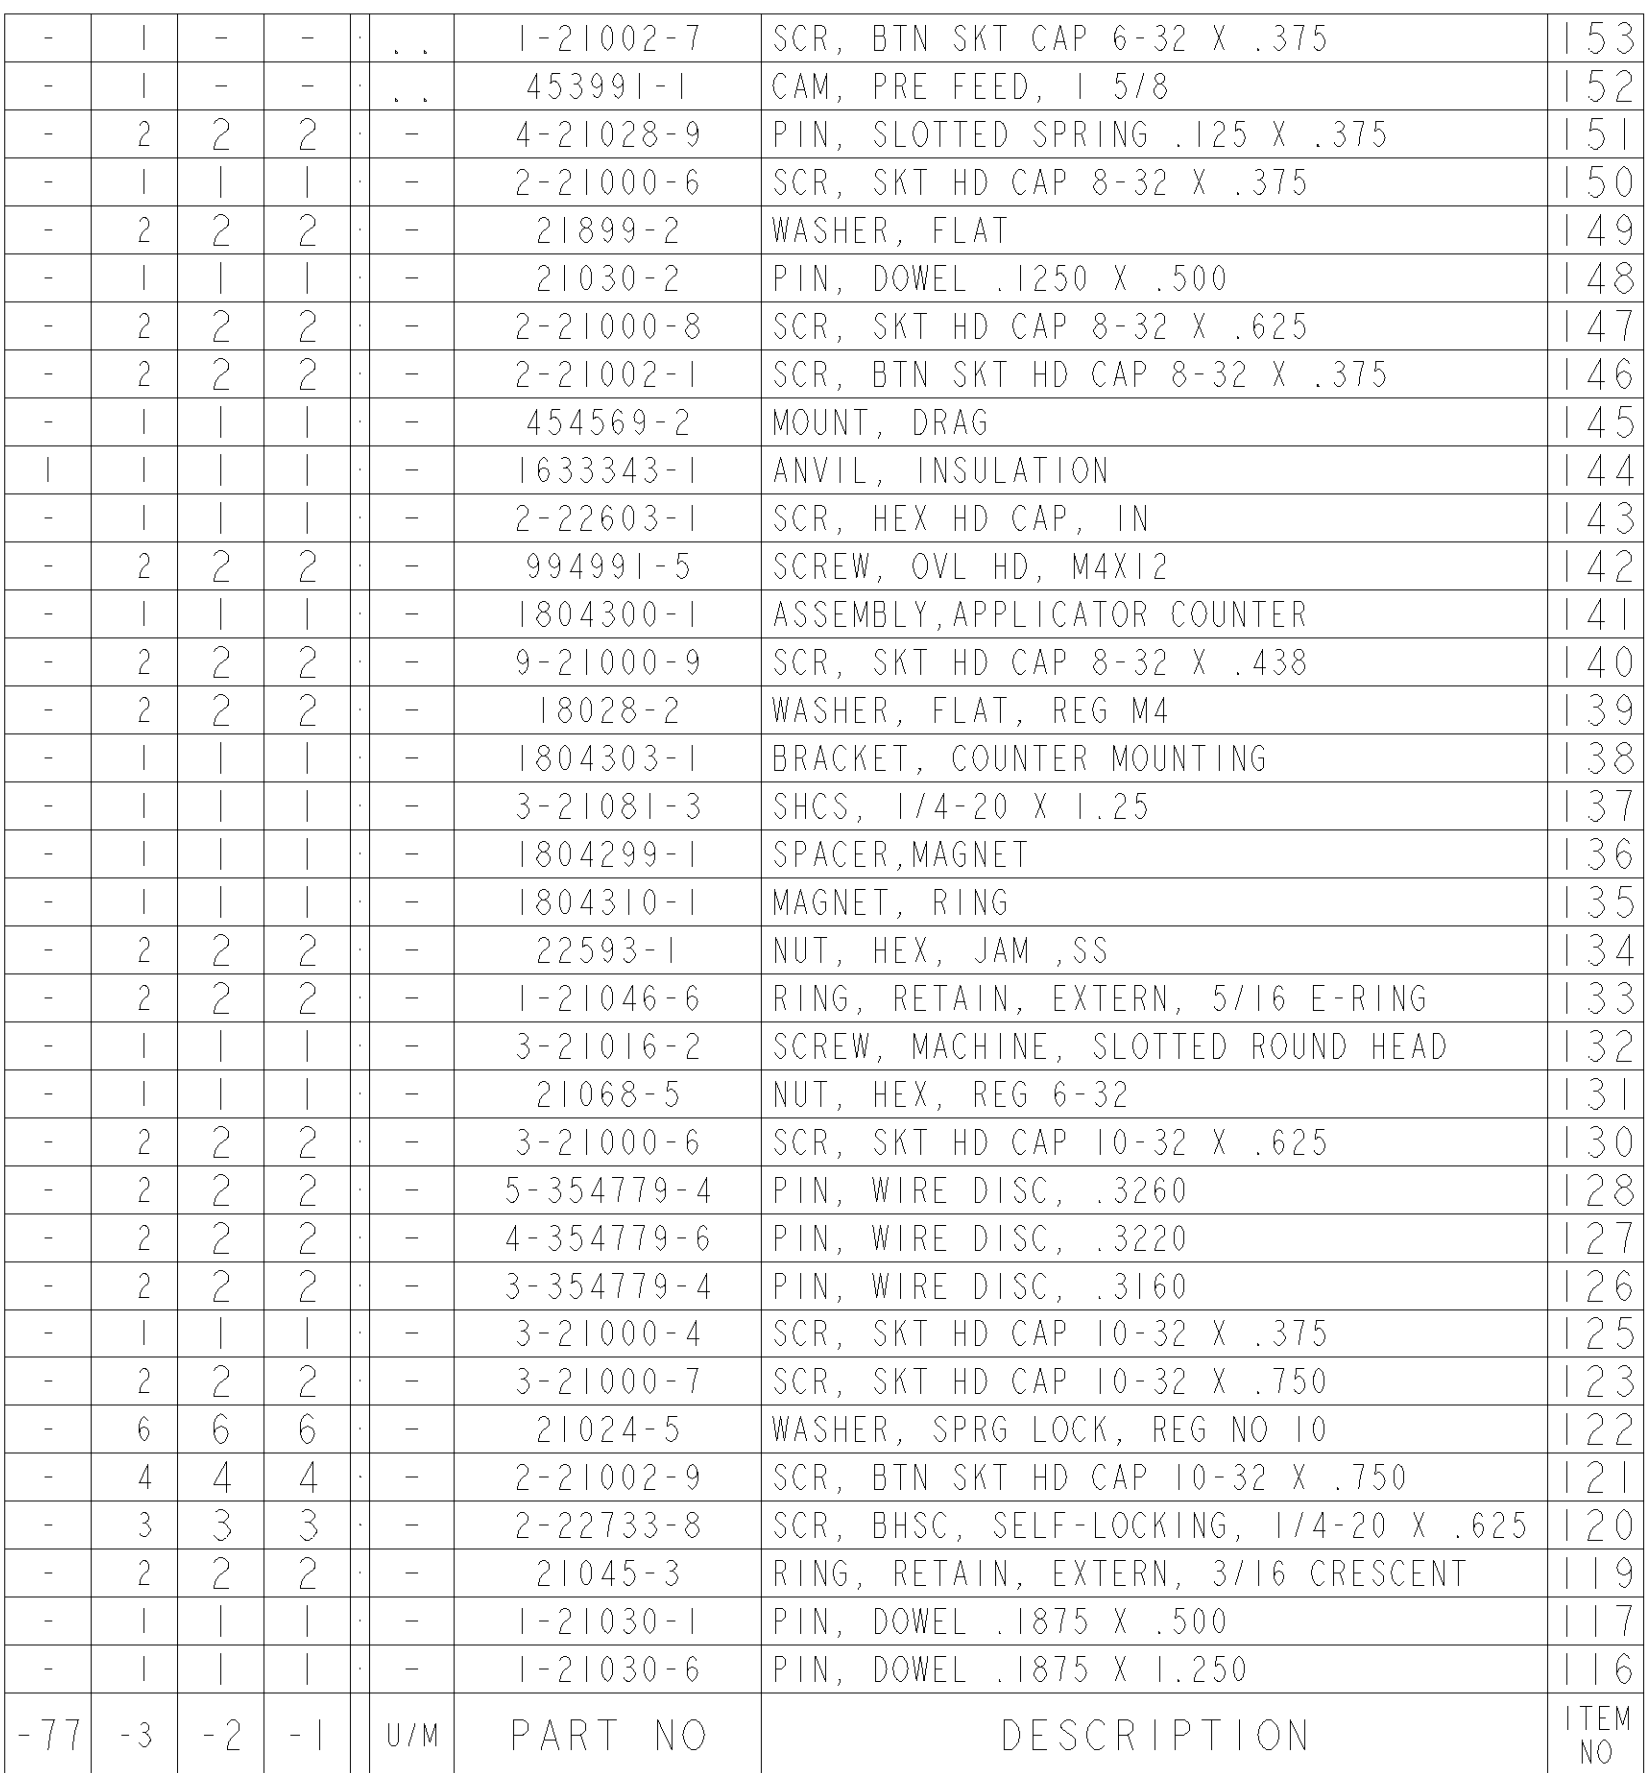 - 1 - - 1-21002-7 SCR, BTN SKT CAP 6-32 X .375 153
- 1 - - 453991-1 CAM, PRE FEED, 1 5/8 152
- 2 2 2 - 4-21028-9 PIN, SLOTTED SPRING .125 X .375 151
- 1 1 1 - 2-21000-6 SCR, SKT HD CAP 8-32 X .375 150
- 2 2 2 - 21899-2 WASHER, FLAT 149
- 1 1 1 - 21030-2 PIN, DOWEL .1250 X .500 148
- 2 2 2 - 2-21000-8 SCR, SKT HD CAP 8-32 X .625 147
- 2 2 2 - 2-21002-1 SCR, BTN SKT HD CAP 8-32 X .375 146
- 1 1 1 - 454569-2 MOUNT, DRAG 145
1 1 1 1 - 1633343-1 ANVIL, INSULATION 144
- 1 1 1 - 2-22603-1 SCR, HEX HD CAP, IN 143
- 2 2 2 - 994991-5 SCREW, OVL HD, M4X12 142
- 1 1 1 - 1804300-1 ASSEMBLY,APPLICATOR COUNTER 141
- 2 2 2 - 9-21000-9 SCR, SKT HD CAP 8-32 X .438 140
- 2 2 2 - 18028-2 WASHER, FLAT, REG M4 139
- 1 1 1 - 1804303-1 BRACKET, COUNTER MOUNTING 138
- 1 1 1 - 3-21081-3 SHCS, 1/4-20 X 1.25 137
- 1 1 1 - 1804299-1 SPACER,MAGNET 136
- 1 1 1 - 1804310-1 MAGNET, RING 135
- 2 2 2 - 22593-1 NUT, HEX, JAM ,SS 134
- 2 2 2 - 1-21046-6 RING, RETAIN, EXTERN, 5/16 E-RING 133
- 1 1 1 - 3-21016-2 SCREW, MACHINE, SLOTTED ROUND HEAD 132
- 1 1 1 - 21068-5 NUT, HEX, REG 6-32 131
- 2 2 2 - 3-21000-6 SCR, SKT HD CAP 10-32 X .625 130
- 2 2 2 - 5-354779-4 PIN, WIRE DISC, .3260 128
- 2 2 2 - 4-354779-6 PIN, WIRE DISC, .3220 127
- 2 2 2 - 3-354779-4 PIN, WIRE DISC, .3160 126
- 1 1 1 - 3-21000-4 SCR, SKT HD CAP 10-32 X .375 125
- 2 2 2 - 3-21000-7 SCR, SKT HD CAP 10-32 X .750 123
- 6 6 6 - 21024-5 WASHER, SPRG LOCK, REG NO 10 122
- 4 4 4 - 2-21002-9 SCR, BTN SKT HD CAP 10-32 X .750 121
- 3 3 3 - 2-22733-8 SCR, BHSC, SELF-LOCKING, 1/4-20 X .625 120
- 2 2 2 - 21045-3 RING, RETAIN, EXTERN, 3/16 CRESCENT 119
- 1 1 1 - 1-21030-1 PIN, DOWEL .1875 X .500 117
- 1 1 1 - 1-21030-6 PIN, DOWEL .1875 X 1.250 116
-77 -3 -2 -1 U/M PART NO DESCRIPTION ITEM NO